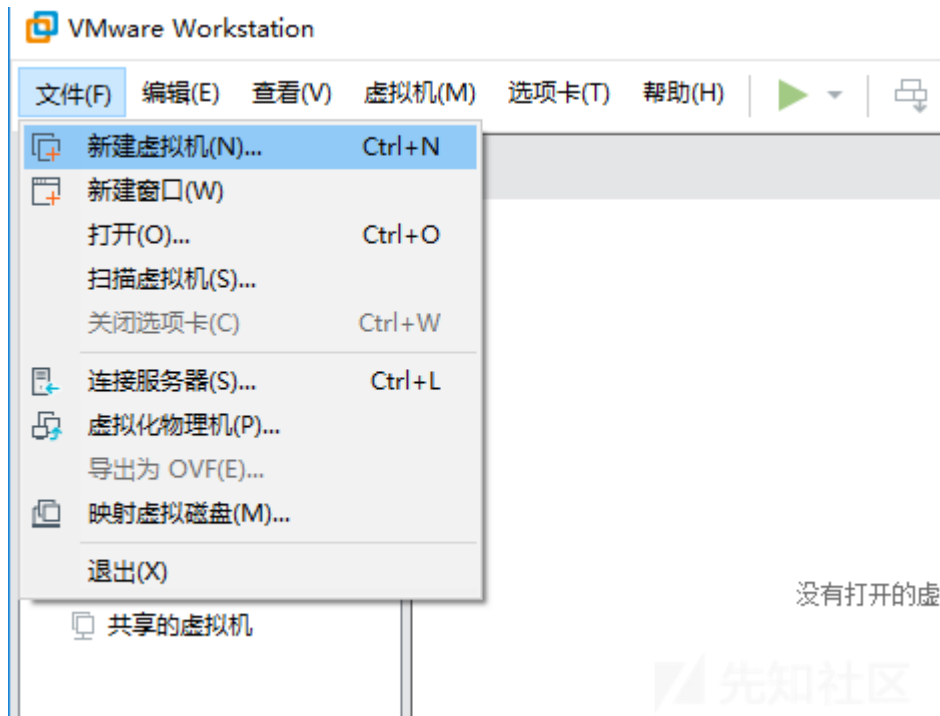 VMware Workstation
文件(F) 编辑(E) 查看(V) 虚拟机(M) 选项卡(T) 帮助(H)
新建虚拟机(N)... Ctrl+N
新建窗口(W)
打开(O)... Ctrl+O
扫描虚拟机(S)...
关闭选项卡(C) Ctrl+W
连接服务器(S)... Ctrl+L
虚拟化物理机(P)...
导出为 OVF(E)...
映射虚拟磁盘(M)...
退出(X)
没有打开的虚
共享的虚拟机
先知社区